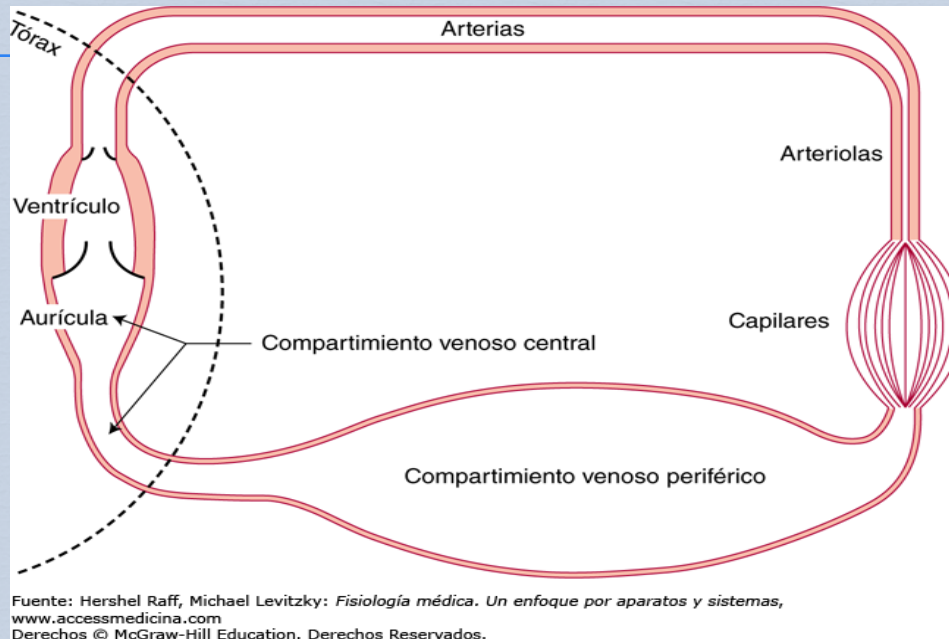 Tórax
Arterias
Arteriolas
Ventrículo
Aurícula
Capilares
Compartimiento venoso central
Compartimiento venoso periférico
Fuente: Hershel Raff, Michael Levitzky: Fisiología médica. Un enfoque por aparatos y sistemas,
www.accessmedicina.com
Derechos © McGraw-Hill Education. Derechos Reservados.